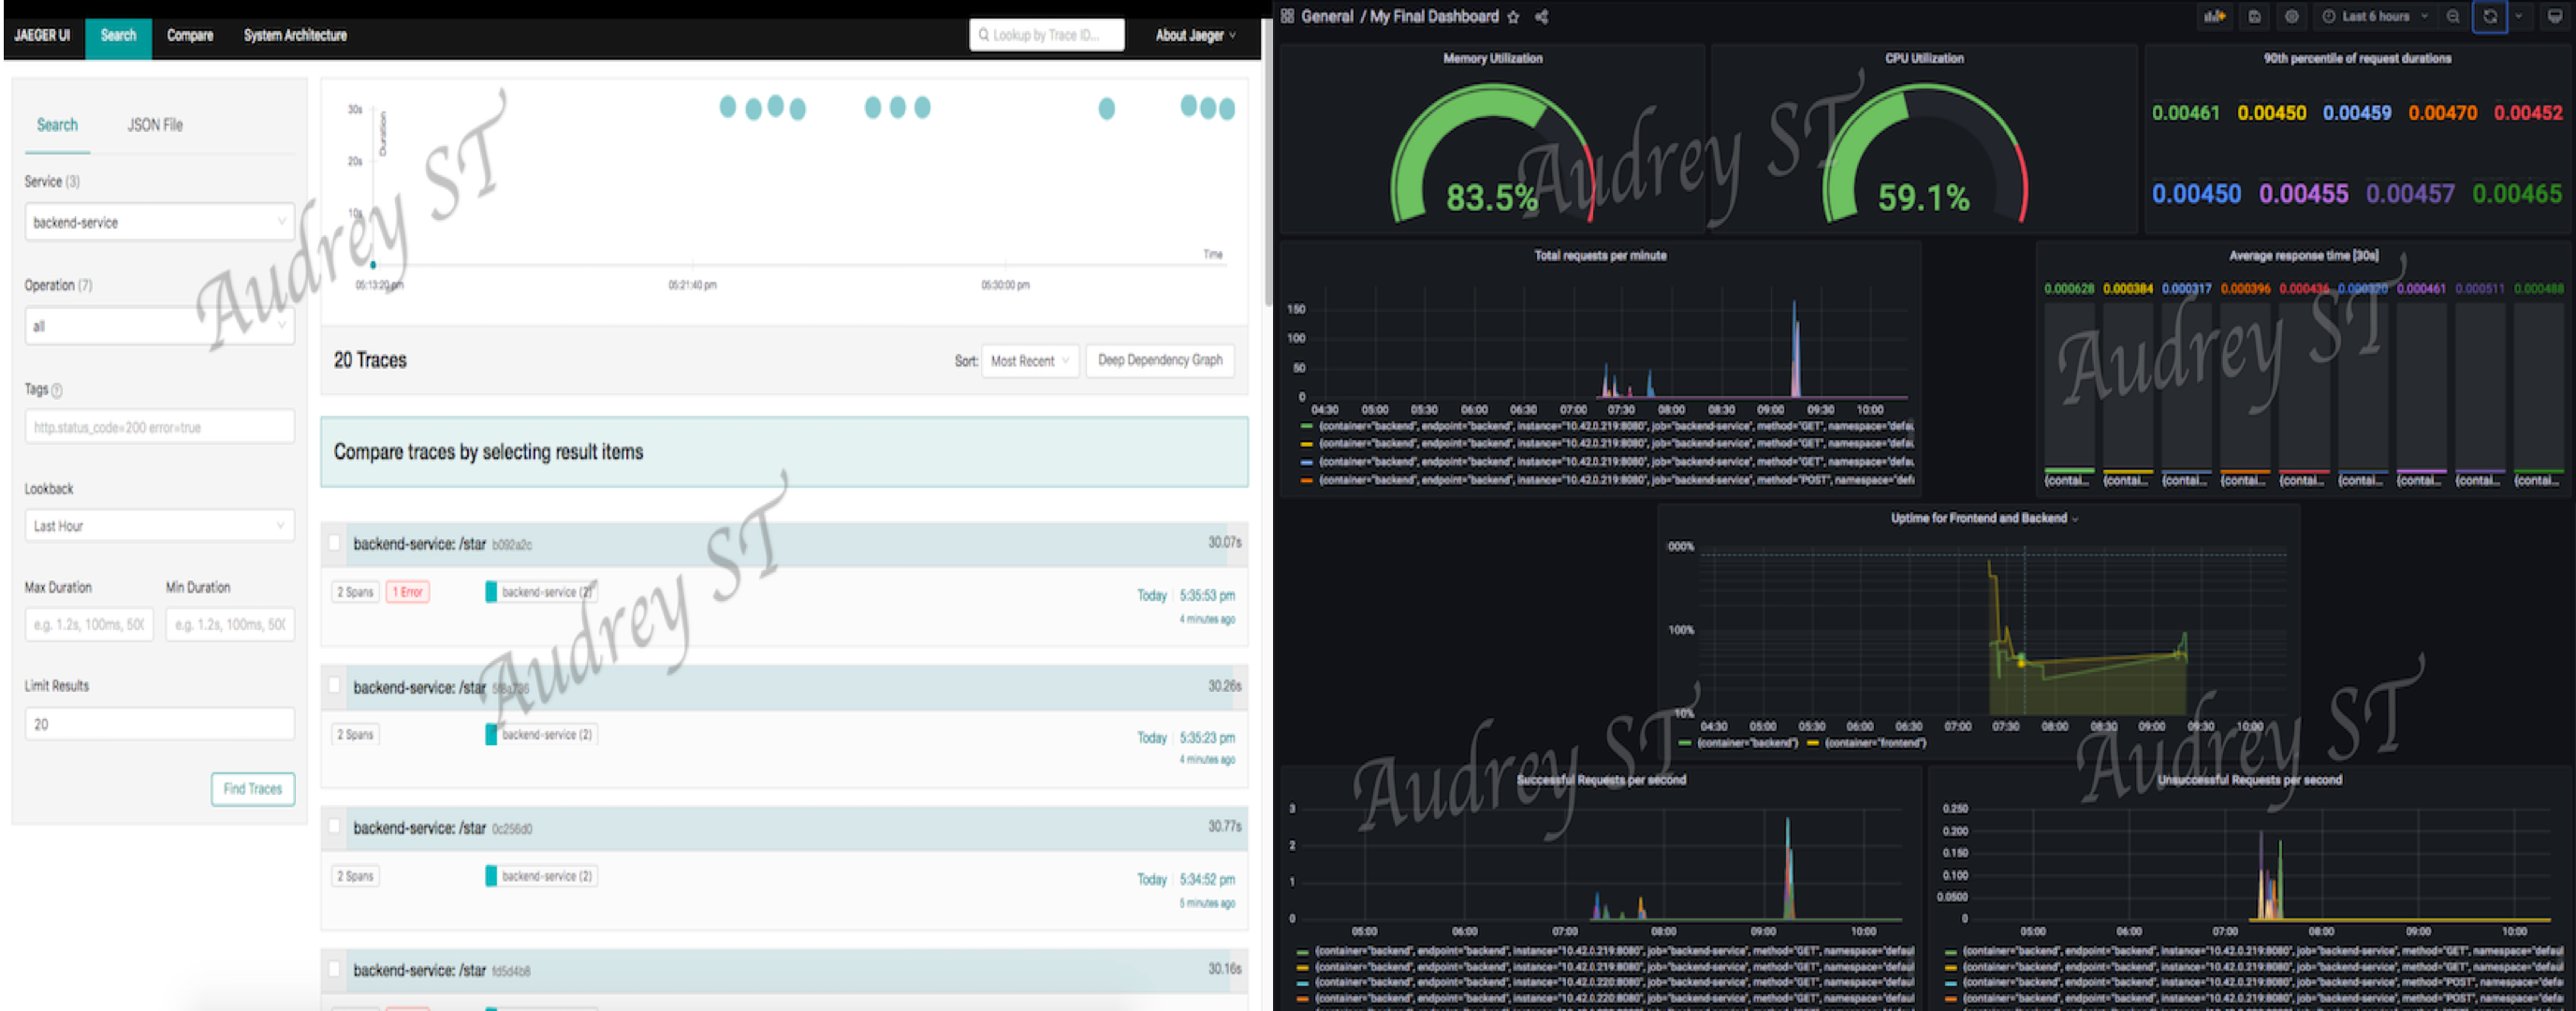 JAEGER UI Search Compare System Architecture Lookup by Trace ID... About Jaeger
Search JSON File
Service (3)
backend-service
Operation (7)
all
Tags
http.status_code=200 error=true
Lookback
Last Hour
Max Duration Min Duration
e.g. 1.2s, 100ms, 50 e.g. 1.2s, 100ms, 50
Limit Results
20
Find Traces
Duration
30s
20s
10s
Time
05:13:20 pm 05:21:40 pm 05:30:00 pm
20 Traces Sort: Most Recent Deep Dependency Graph
Compare traces by selecting result items
backend-service: /star b092a2c 30.07s
2 Spans 1 Error backend-service (2) Today 5:35:53 pm
4 minutes ago
backend-service: /star 30.26s
2 Spans backend-service (2) Today 5:35:23 pm
4 minutes ago
backend-service: /star 0c256d0 30.77s
2 Spans backend-service (2) Today 5:34:52 pm
5 minutes ago
backend-service: /star fd5d4b8 30.16s
Audrey ST
Audrey ST
General / My Final Dashboard Last 6 hours
Memory Utilization
83.5%
CPU Utilization
59.1%
90th percentile of request durations
0.00461 0.00450 0.00459 0.00470 0.00452
0.00450 0.00455 0.00457 0.00465
Audrey ST
Total requests per minute
150
100
50
0
04:30 05:00 05:30 06:00 06:30 07:00 07:30 08:00 08:30 09:00 09:30 10:00
{container="backend", endpoint="backend", instance="10.42.0.219:8080", job="backend-service", method="GET", namespace="defau
{container="backend", endpoint="backend", instance="10.42.0.219:8080", job="backend-service", method="GET", namespace="defau
{container="backend", endpoint="backend", instance="10.42.0.219:8080", job="backend-service", method="GET", namespace="defau
{container="backend", endpoint="backend", instance="10.42.0.219:8080", job="backend-service", method="POST", namespace="defa
Average response time [30s]
0.000628 0.000384 0.000317 0.000396 0.000436 0.000320 0.000461 0.000511 0.000488
{contai... {contai... {contai... {contai... {contai... {contai... {contai... {contai... {contai...
Audrey ST
Uptime for Frontend and Backend
000%
100%
10%
04:30 05:00 05:30 06:00 06:30 07:00 07:30 08:00 08:30 09:00 09:30 10:00
{container="backend"} {container="frontend"}
Audrey ST
Audrey ST
Successful Requests per second
3
2
1
0
05:00 06:00 07:00 08:00 09:00 10:00
{container="backend", endpoint="backend", instance="10.42.0.219:8080", job="backend-service", method="GET", namespace="defaul
{container="backend", endpoint="backend", instance="10.42.0.219:8080", job="backend-service", method="GET", namespace="defaul
{container="backend", endpoint="backend", instance="10.42.0.220:8080", job="backend-service", method="GET", namespace="defaul
{container="backend", endpoint="backend", instance="10.42.0.220:8080", job="backend-service", method="GET", namespace="defaul
Unsuccessful Requests per second
0.250
0.200
0.150
0.100
0.0500
0
05:00 06:00 07:00 08:00 09:00 10:00
{container="backend", endpoint="backend", instance="10.42.0.219:8080", job="backend-service", method="GET", namespace="defaul
{container="backend", endpoint="backend", instance="10.42.0.219:8080", job="backend-service", method="GET", namespace="defaul
{container="backend", endpoint="backend", instance="10.42.0.219:8080", job="backend-service", method="POST", namespace="defa
{container="backend", endpoint="backend", instance="10.42.0.219:8080", job="backend-service", method="POST", namespace="defa